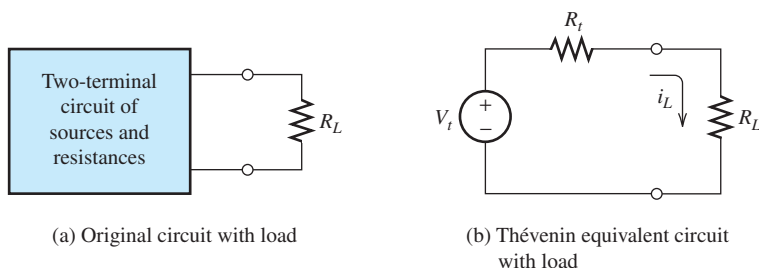 Two-terminal
circuit of
sources and
resistances
R_L
(a) Original circuit with load
R_t
V_t
+
−
i_L
R_L
(b) Thévenin equivalent circuit
with load